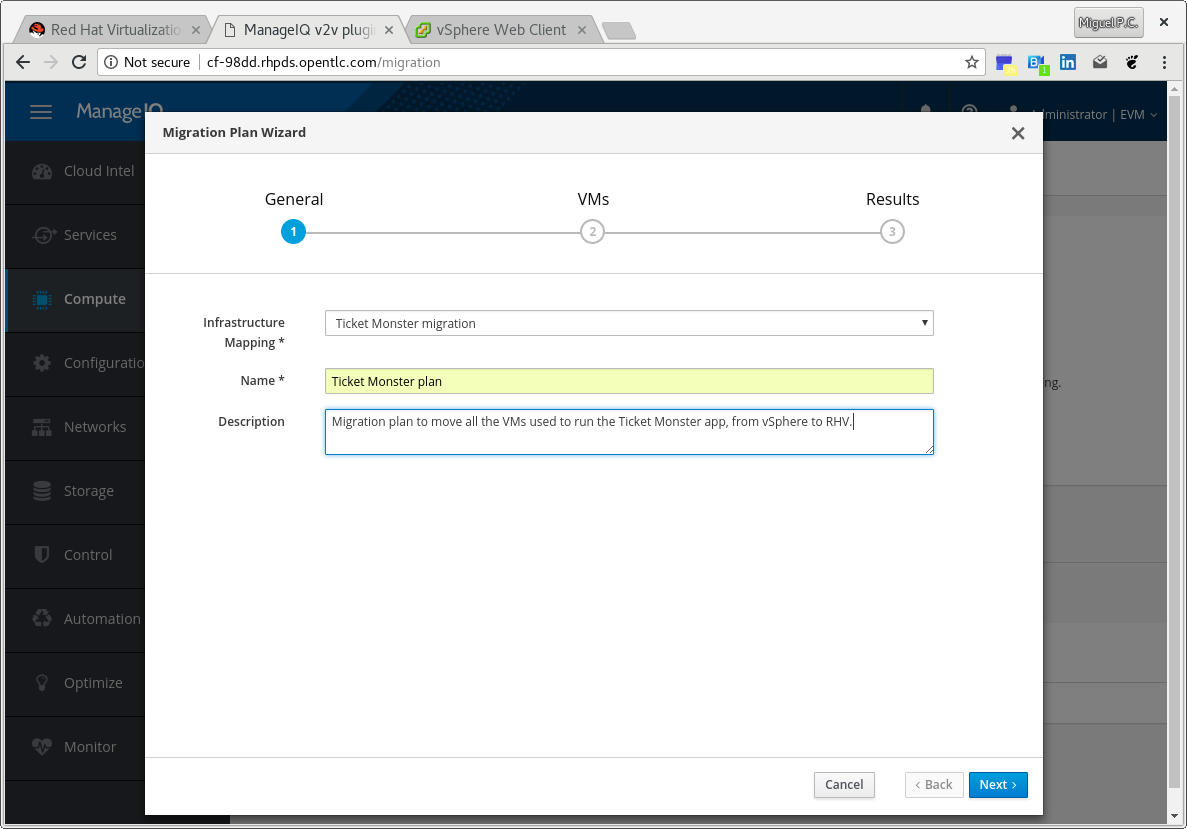 Red Hat Virtualizatio
ManageIQ v2v plugi
vSphere Web Client
Miguel P.C.
Not secure
cf-98dd.rhpds.opentlc.com/migration
1
ManageIQ
ministrator | EVM
Migration Plan Wizard
Cloud Intel
Services
Compute
Configuratio
Networks
Storage
Control
Automation
Optimize
Monitor
General
VMs
Results
1
2
3
Infrastructure
Mapping *
Ticket Monster migration
Name *
Ticket Monster plan
Description
Migration plan to move all the VMs used to run the Ticket Monster app, from vSphere to RHV.
ng.
Cancel
Back
Next